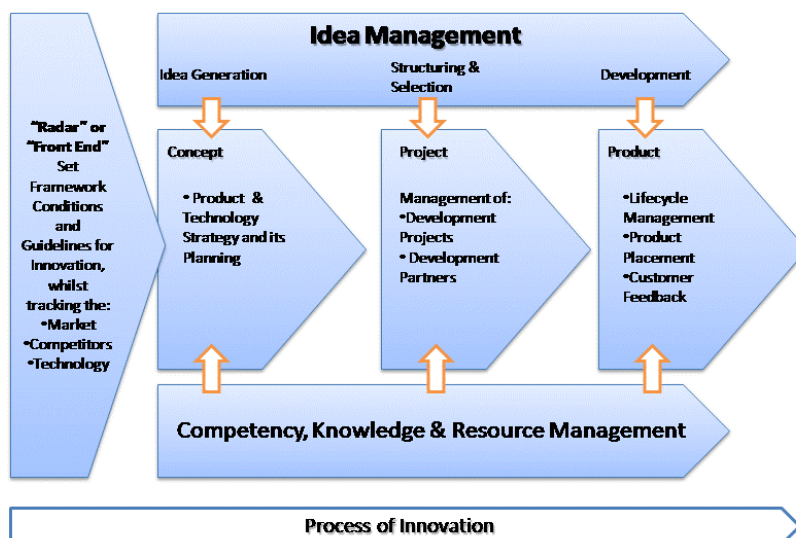 Idea Management
Idea Generation
Structuring &
Selection
Development
“Radar” or
“Front End”
Set
Framework
Conditions
and
Guidelines for
Innovation,
whilst
tracking the:
•Market
•Competitors
•Technology
Concept
• Product &
Technology
Strategy and its
Planning
Project
Management of:
•Development
Projects
• Development
Partners
Product
•Lifecycle
Management
•Product
Placement
•Customer
Feedback
Competency, Knowledge & Resource Management
Process of Innovation